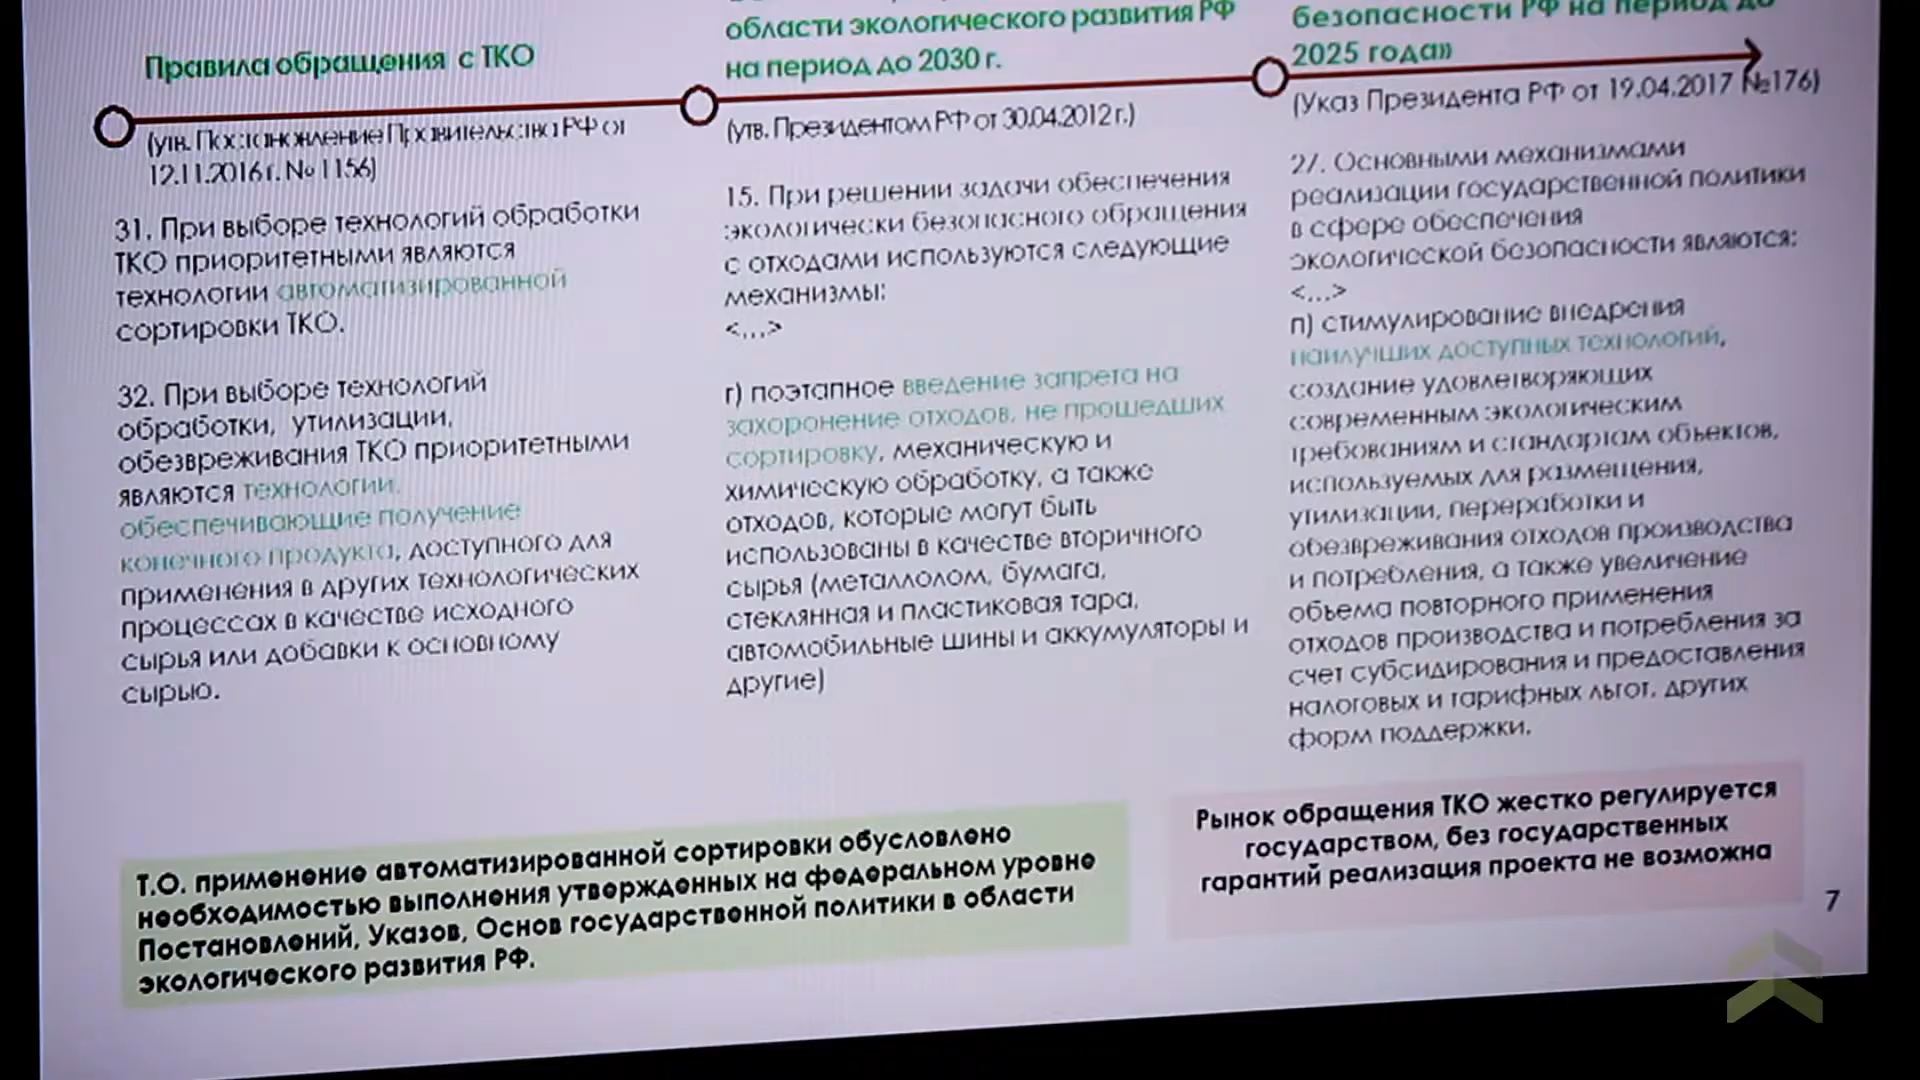 Правила обращения с ТКО
(утв. Постановление Правительства РФ от
12.11.2016 г. № 1156)
31. При выборе технологий обработки
ТКО приоритетными являются
технологии автоматизированной
сортировки ТКО.
32. При выборе технологий
обработки, утилизации,
обезвреживания ТКО приоритетными
являются технологии,
обеспечивающие получение
конечного продукта, доступного для
применения в других технологических
процессах в качестве исходного
сырья или добавки к основному
сырью.
области экологического развития РФ
на период до 2030 г.
(утв. Президентом РФ от 30.04.2012 г.)
15. При решении задачи обеспечения
экологически безопасного обращения
с отходами используются следующие
механизмы:
<...>
г) поэтапное введение запрета на
захоронение отходов, не прошедших
сортировку, механическую и
химическую обработку, а также
отходов, которые могут быть
использованы в качестве вторичного
сырья (металлолом, бумага,
стеклянная и пластиковая тара,
автомобильные шины и аккумуляторы и
другие)
безопасности РФ на период до
2025 года»
(Указ Президента РФ от 19.04.2017 №176)
27. Основными механизмами
реализации государственной политики
в сфере обеспечения
экологической безопасности являются:
<...>
п) стимулирование внедрения
наилучших доступных технологий,
создание удовлетворяющих
современным экологическим
требованиям и стандартам объектов,
используемых для размещения,
утилизации, переработки и
обезвреживания отходов производства
и потребления, а также увеличение
объема повторного применения
отходов производства и потребления за
счет субсидирования и предоставления
налоговых и тарифных льгот, других
форм поддержки.
Т.О. применение автоматизированной сортировки обусловлено
необходимостью выполнения утвержденных на федеральном уровне
Постановлений, Указов, Основ государственной политики в области
экологического развития РФ.
Рынок обращения ТКО жестко регулируется
государством, без государственных
гарантий реализация проекта не возможна
7